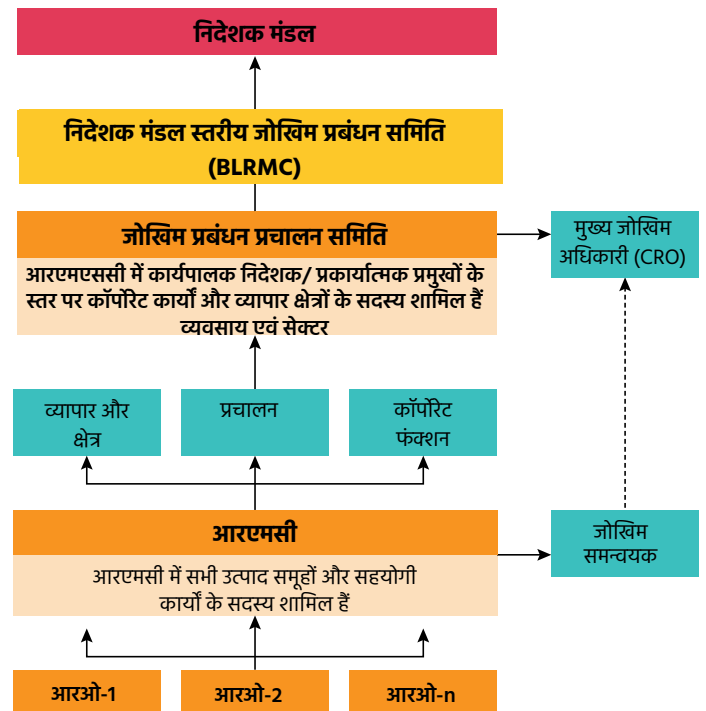 निदेशक मंडल
निदेशक मंडल स्तरीय जोखिम प्रबंधन समिति
(BLRMC)
जोखिम प्रबंधन प्रचालन समिति
मुख्य जोखिम
अधिकारी (CRO)
आरएमएससी में कार्यपालक निदेशक/ प्रकार्यात्मक प्रमुखों के
स्तर पर कॉर्पोरेट कार्यों और व्यापार क्षेत्रों के सदस्य शामिल हैं
व्यवसाय एवं सेक्टर
व्यापार और
क्षेत्र
प्रचालन
कॉर्पोरेट
फंक्शन
आरएमसी
आरएमसी में सभी उत्पाद समूहों और सहयोगी
कार्यों के सदस्य शामिल हैं
जोखिम
समन्वयक
आरओ-1
आरओ-2
आरओ-n